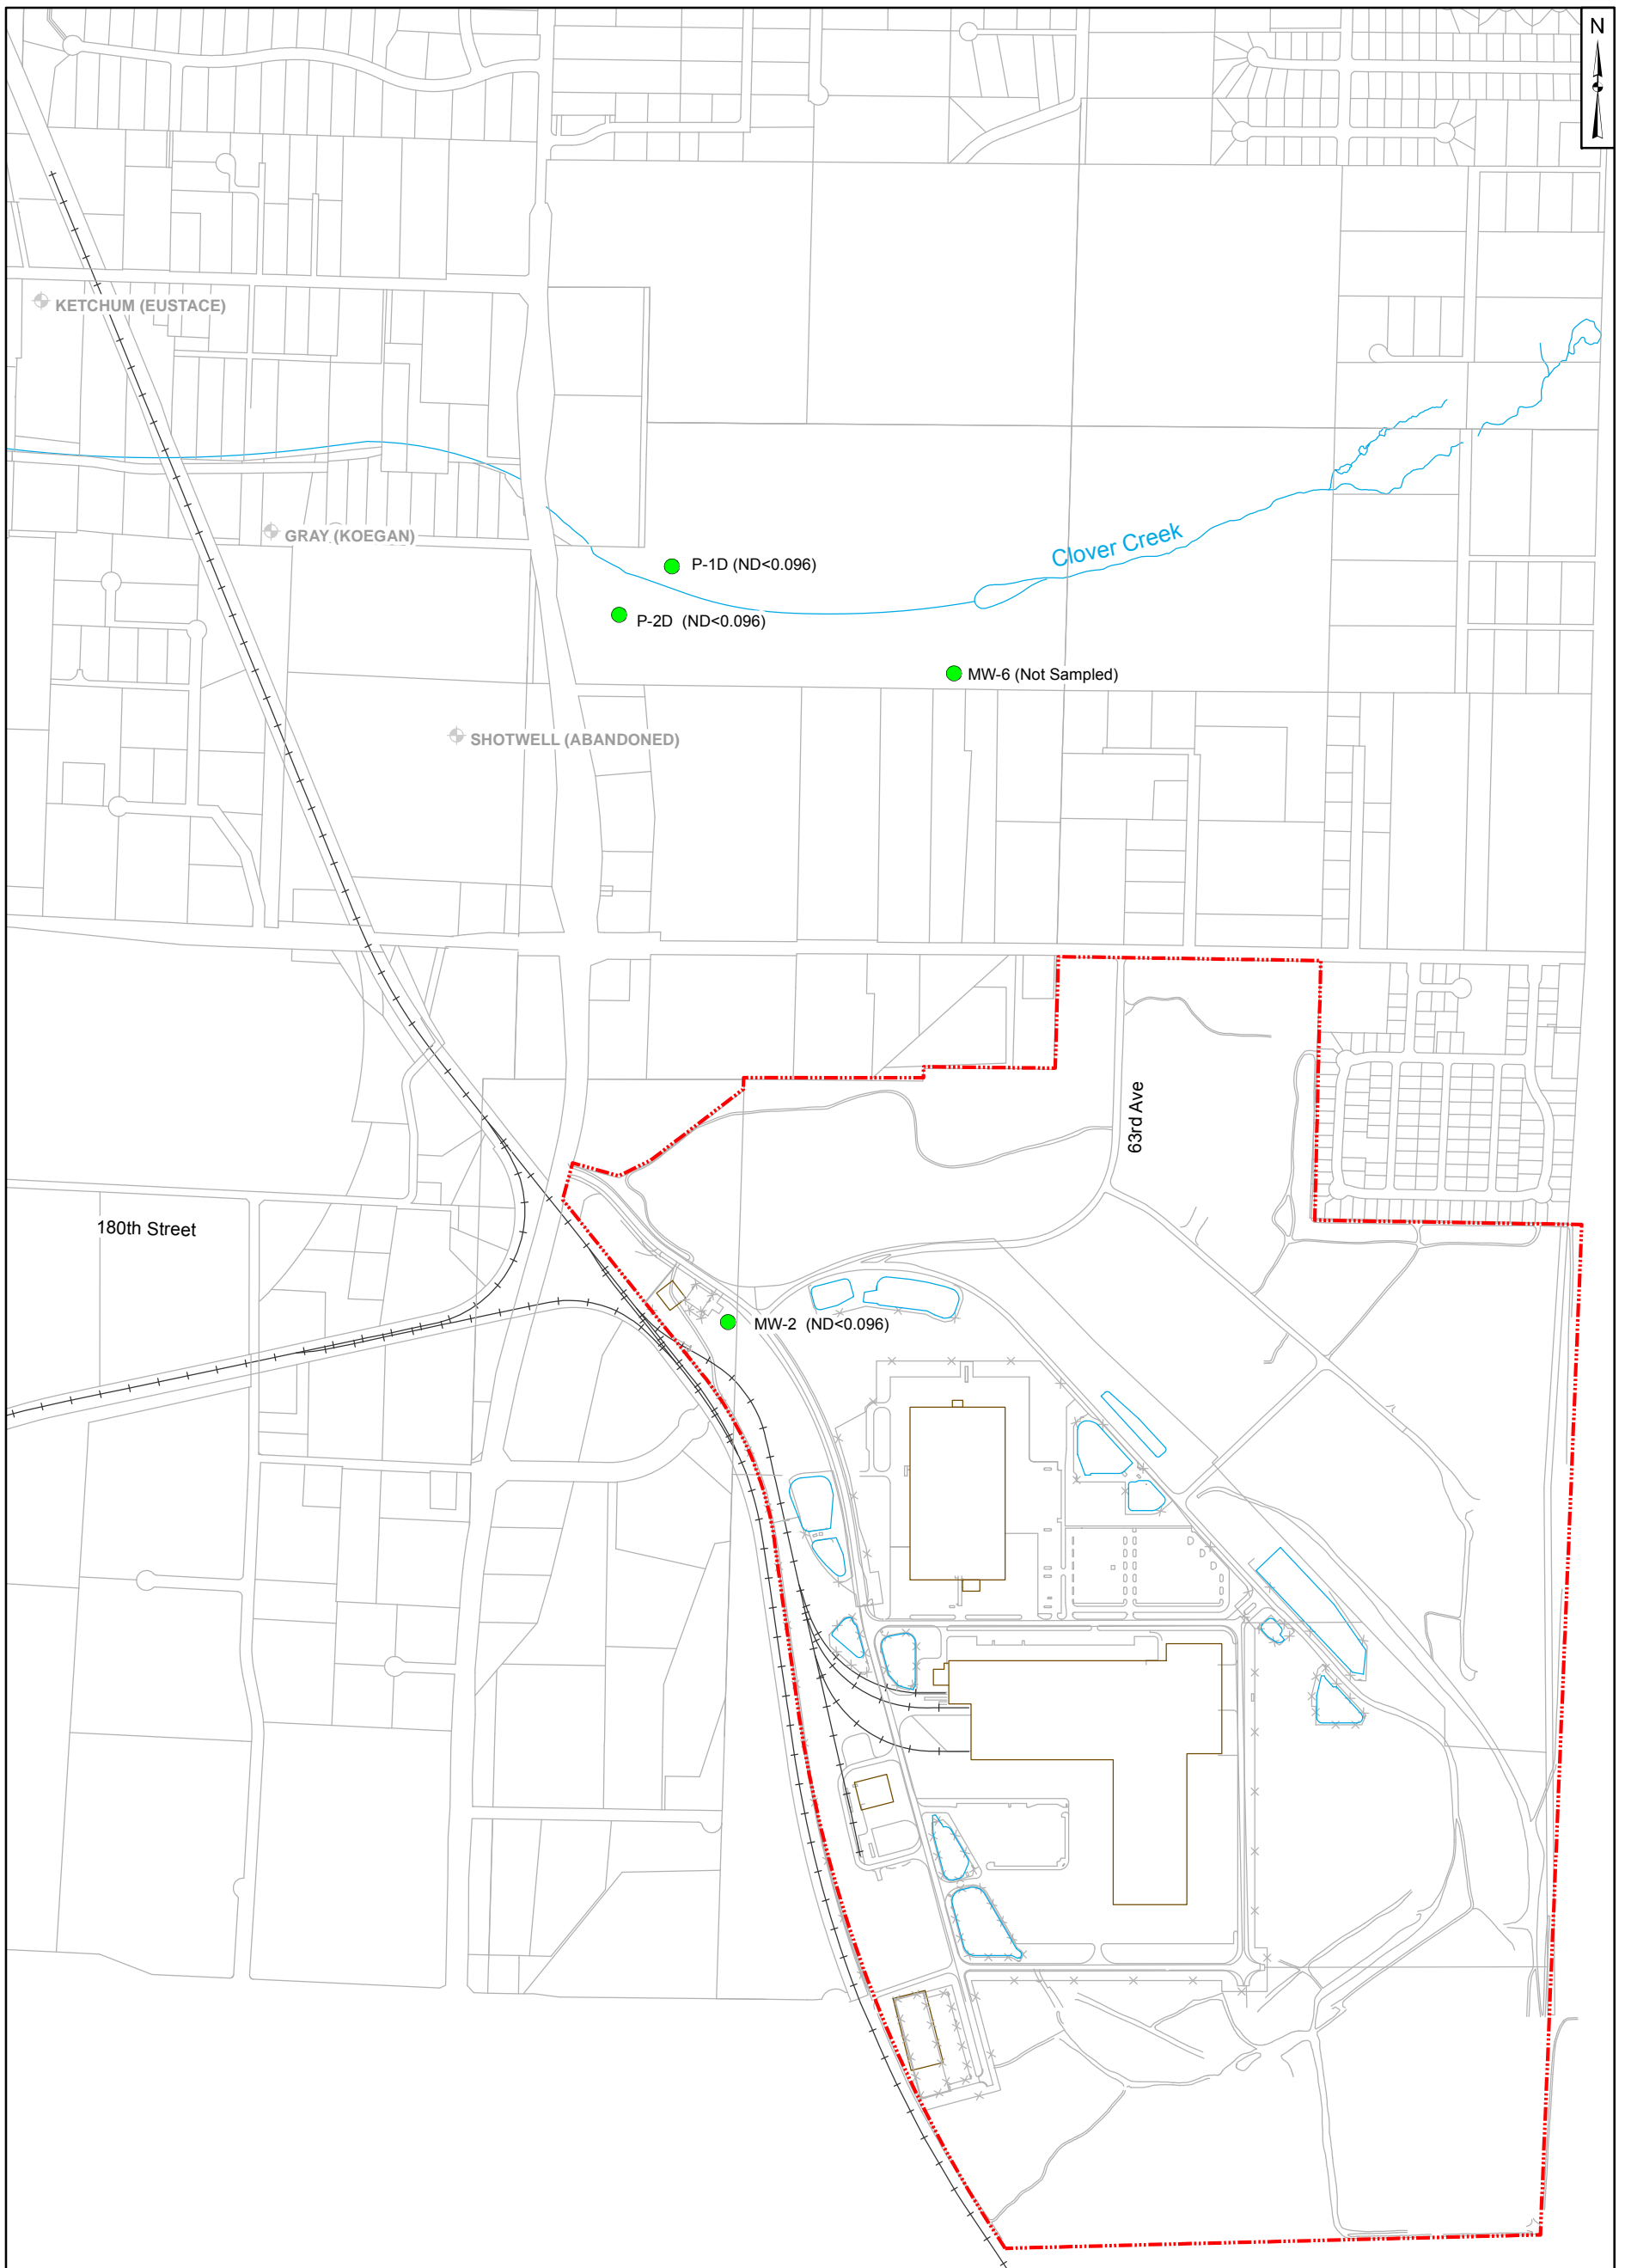 N
KETCHUM (EUSTACE)
GRAY (KOEGAN)
Clover Creek
P-1D (ND<0.096)
P-2D (ND<0.096)
MW-6 (Not Sampled)
SHOTWELL (ABANDONED)
63rd Ave
180th Street
MW-2 (ND<0.096)